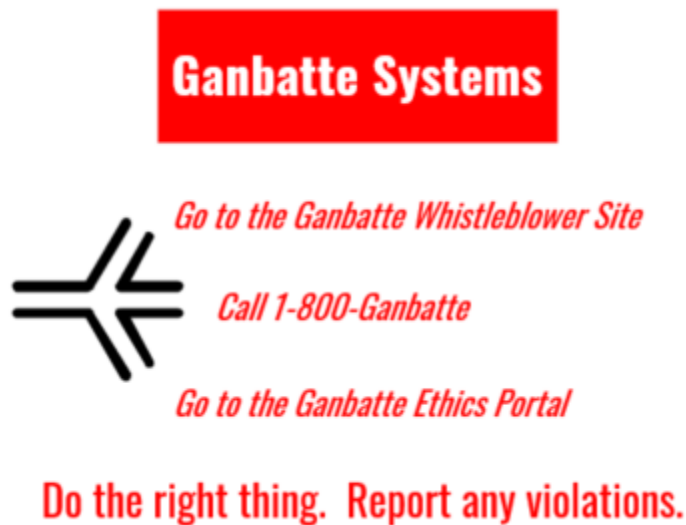 Ganbatte Systems
Go to the Ganbatte Whistleblower Site
Call 1-800-Ganbatte
Go to the Ganbatte Ethics Portal
Do the right thing.  Report any violations.